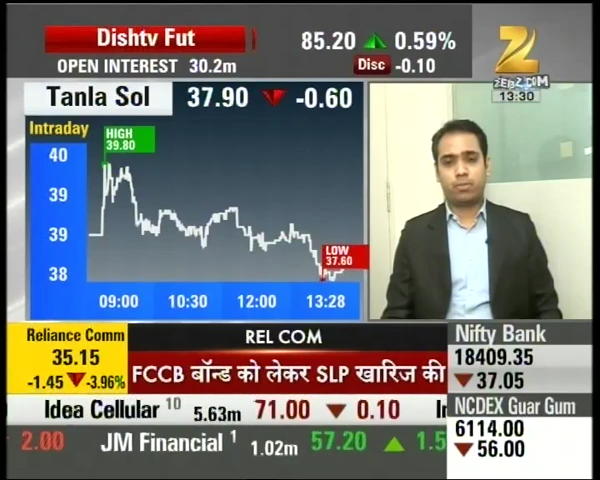 Dishtv Fut
85.20 0.59%
OPEN INTEREST 30.2m
Disc -0.10
Z
ZEEBIZ.COM
13:30
Tanla Sol
37.90 -0.60
Intraday
HIGH
39.80
40
39
39
38
LOW
37.60
09:00 10:30 12:00 13:28
Reliance Comm
35.15
-1.45 -3.96%
REL COM
FCCB बॉन्ड को लेकर SLP खारिज की
Nifty Bank
18409.35
37.05
Idea Cellular 10 5.63m 71.00 0.10
NCDEX Guar Gum
6114.00
56.00
2.00 JM Financial 1 1.02m 57.20 1.5